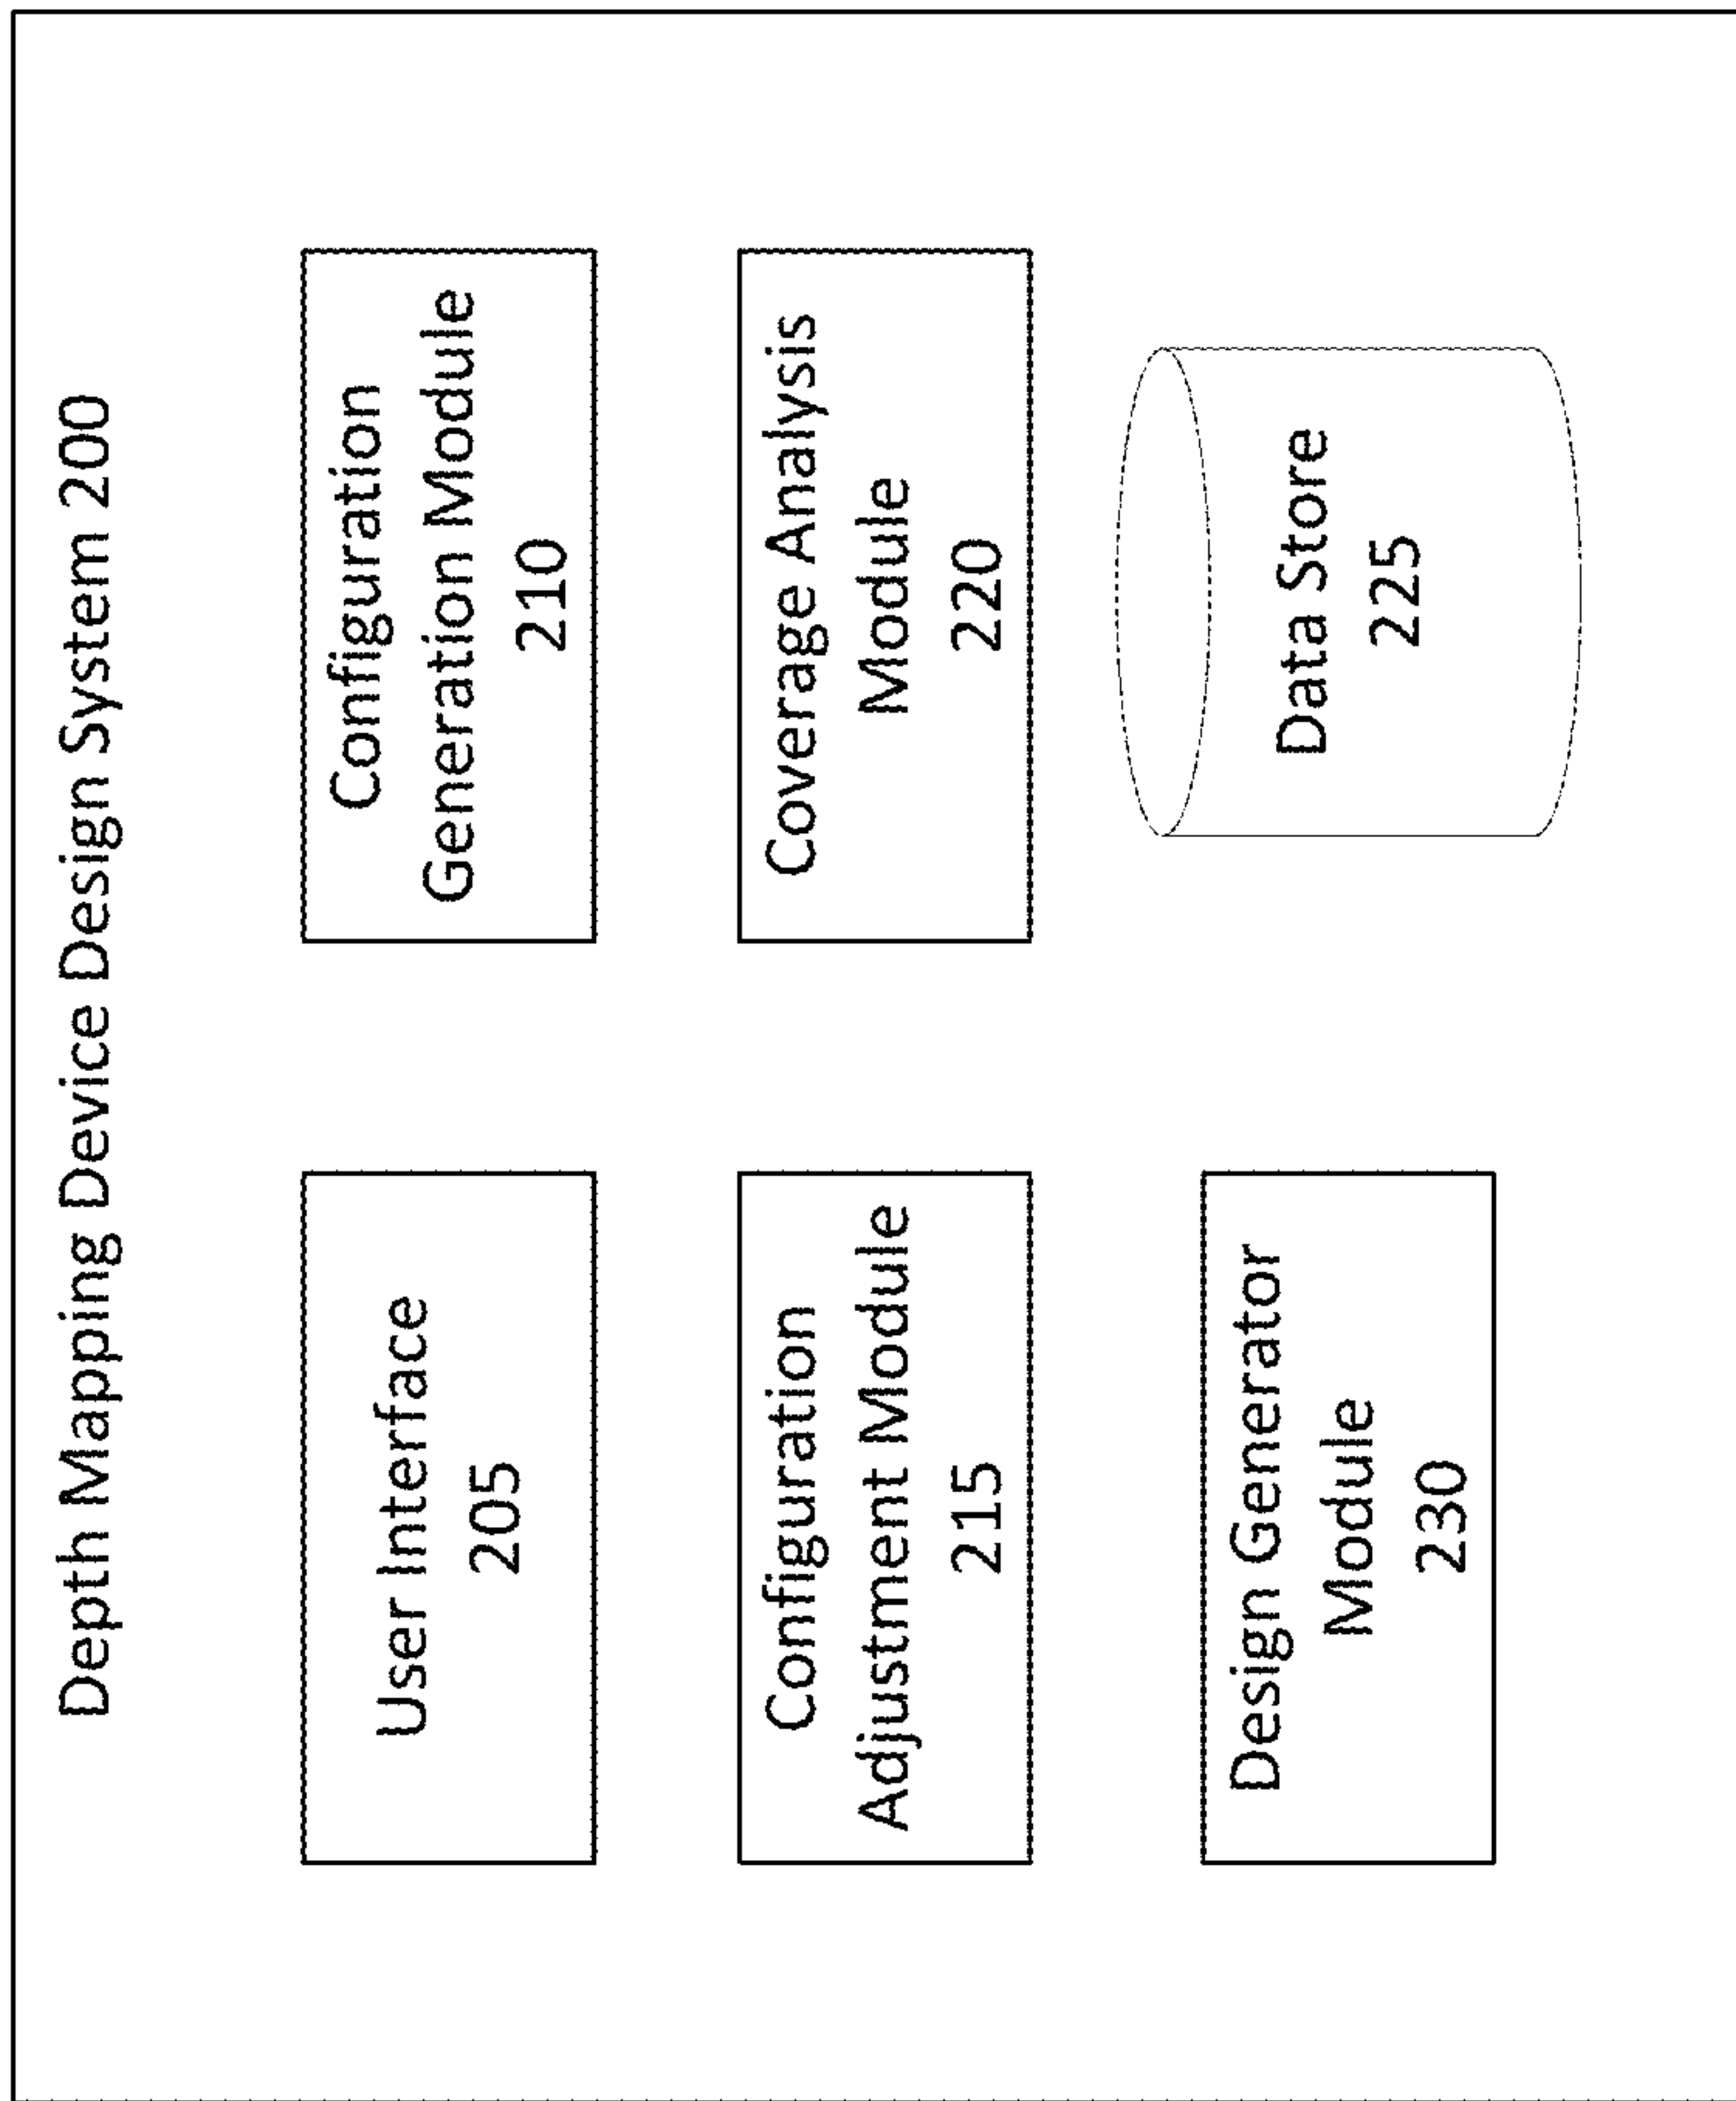 Depth Mapping Device Design System 200
User Interface
205
Configuration
Generation Module
210
Configuration
Adjustment Module
215
Coverage Analysis
Module
220
Design Generator
Module
230
Data Store
225